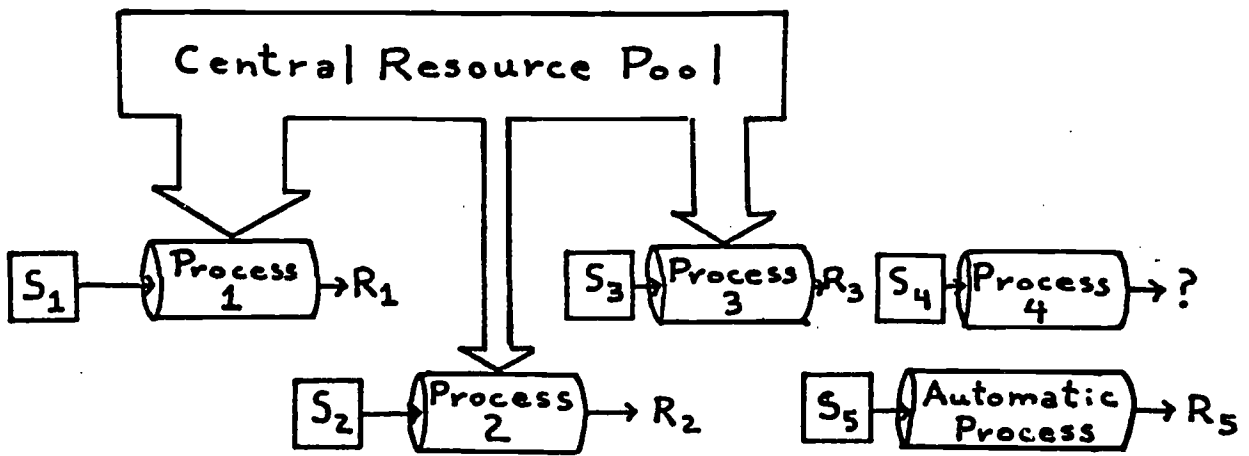 Central Resource Pool
S1
Process
1
R1
S3
Process
3
R3
S4
Process
4
?
S2
Process
2
R2
S5
Automatic
Process
R5